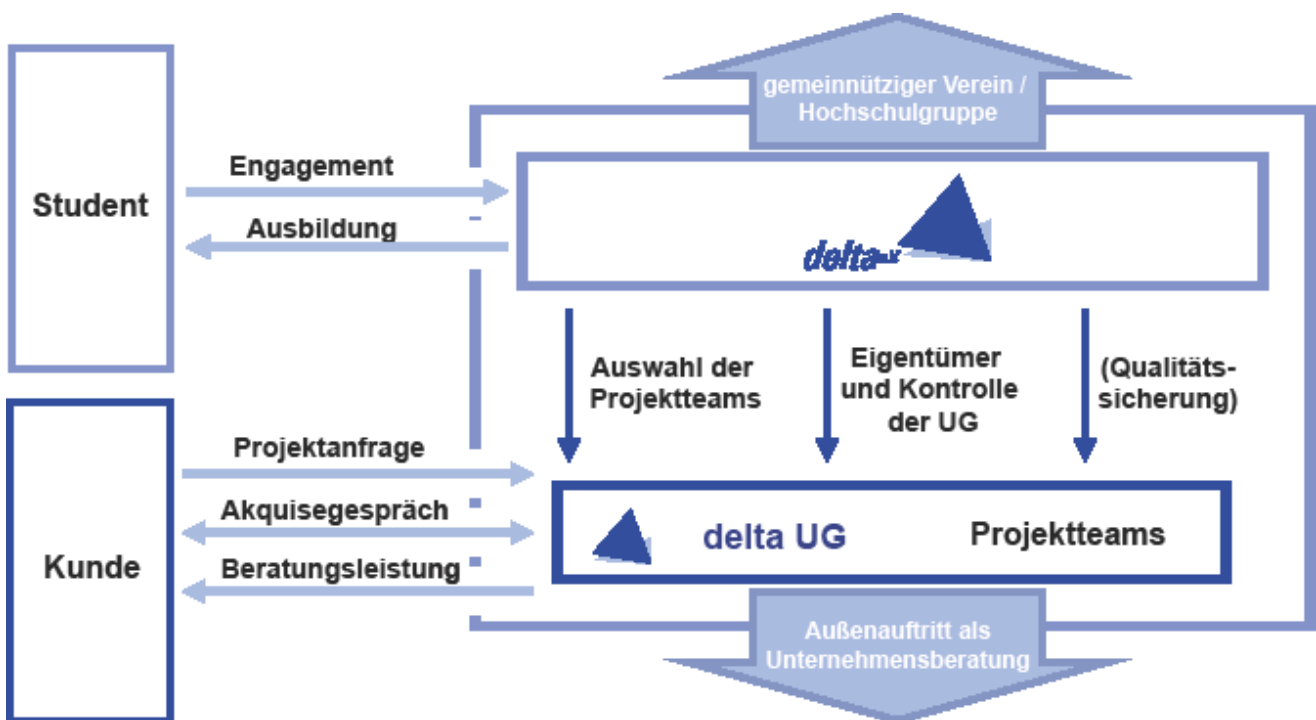 gemeinnütziger Verein /
Hochschulgruppe
Student
Engagement
Ausbildung
delta
Auswahl der
Projektteams
Eigentümer
und Kontrolle
der UG
(Qualitäts-
sicherung)
Kunde
Projektanfrage
Akquisegespräch
Beratungsleistung
delta UG
Projektteams
Außenauftritt als
Unternehmensberatung